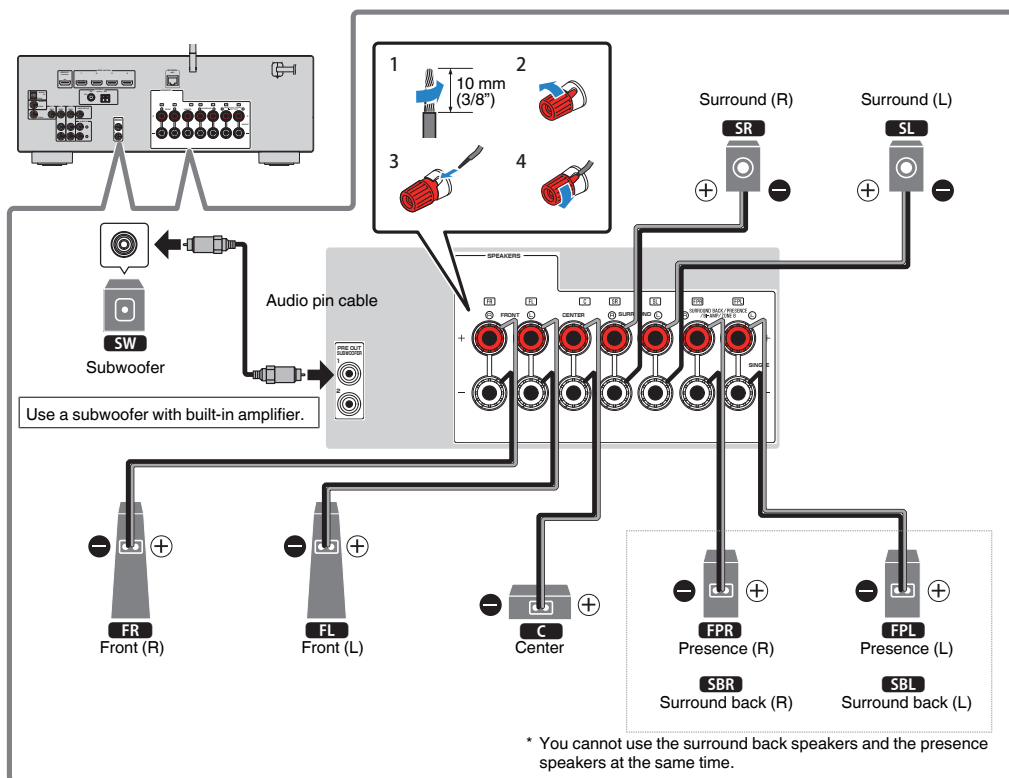 1
10 mm
(3/8”)
2
3
4
Surround (R)
Surround (L)
SR
SL
+
−
+
−
SPEAKERS
FR
FL
C
SR
SL
FPR
FPL
R FRONT L
CENTER
R SURROUND L
R SURROUND BACK/PRESENCE L
/BI-AMP/ZONE B
+
+
SINGLE
−
−
Audio pin cable
PRE OUT
SUBWOOFER
1
2
SW
Subwoofer
Use a subwoofer with built-in amplifier.
−
+
−
+
−
+
−
+
−
+
FR
Front (R)
FL
Front (L)
C
Center
FPR
Presence (R)
FPL
Presence (L)
SBR
Surround back (R)
SBL
Surround back (L)
* You cannot use the surround back speakers and the presence
speakers at the same time.